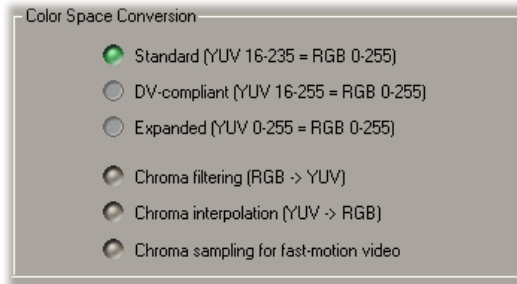 Color Space Conversion
Standard (YUV 16-235 = RGB 0-255)
DV-compliant (YUV 16-255 = RGB 0-255)
Expanded (YUV 0-255 = RGB 0-255)
Chroma filtering (RGB -> YUV)
Chroma interpolation (YUV -> RGB)
Chroma sampling for fast-motion video